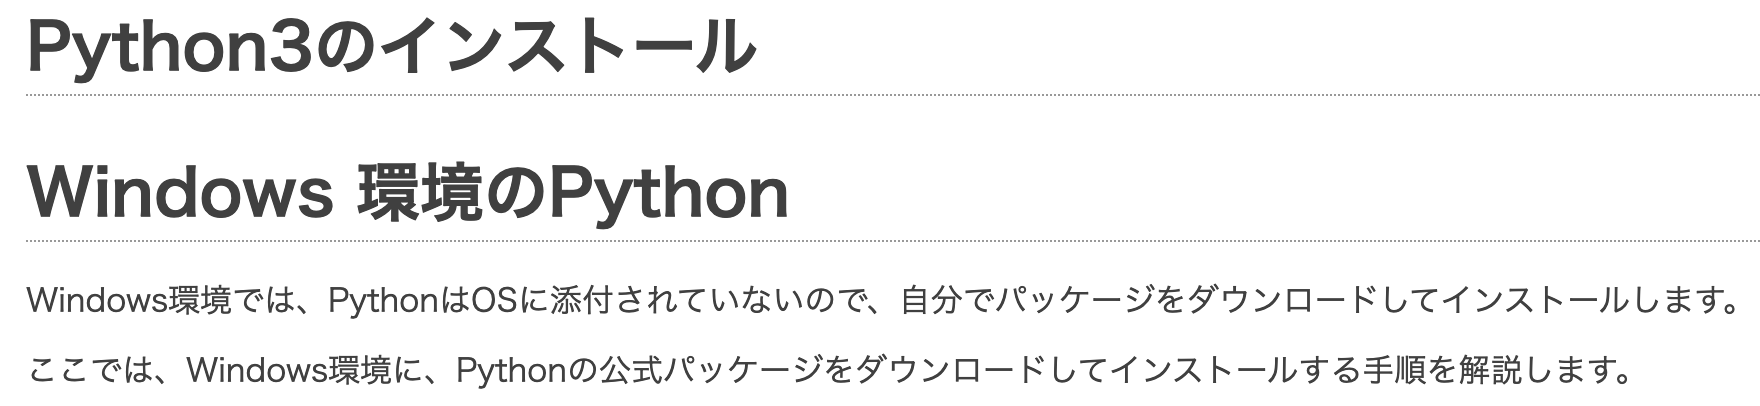 Python3のインストール
Windows 環境のPython
Windows環境では、PythonはOSに添付されていないので、自分でパッケージをダウンロードしてインストールします。
ここでは、Windows環境に、Pythonの公式パッケージをダウンロードしてインストールする手順を解説します。